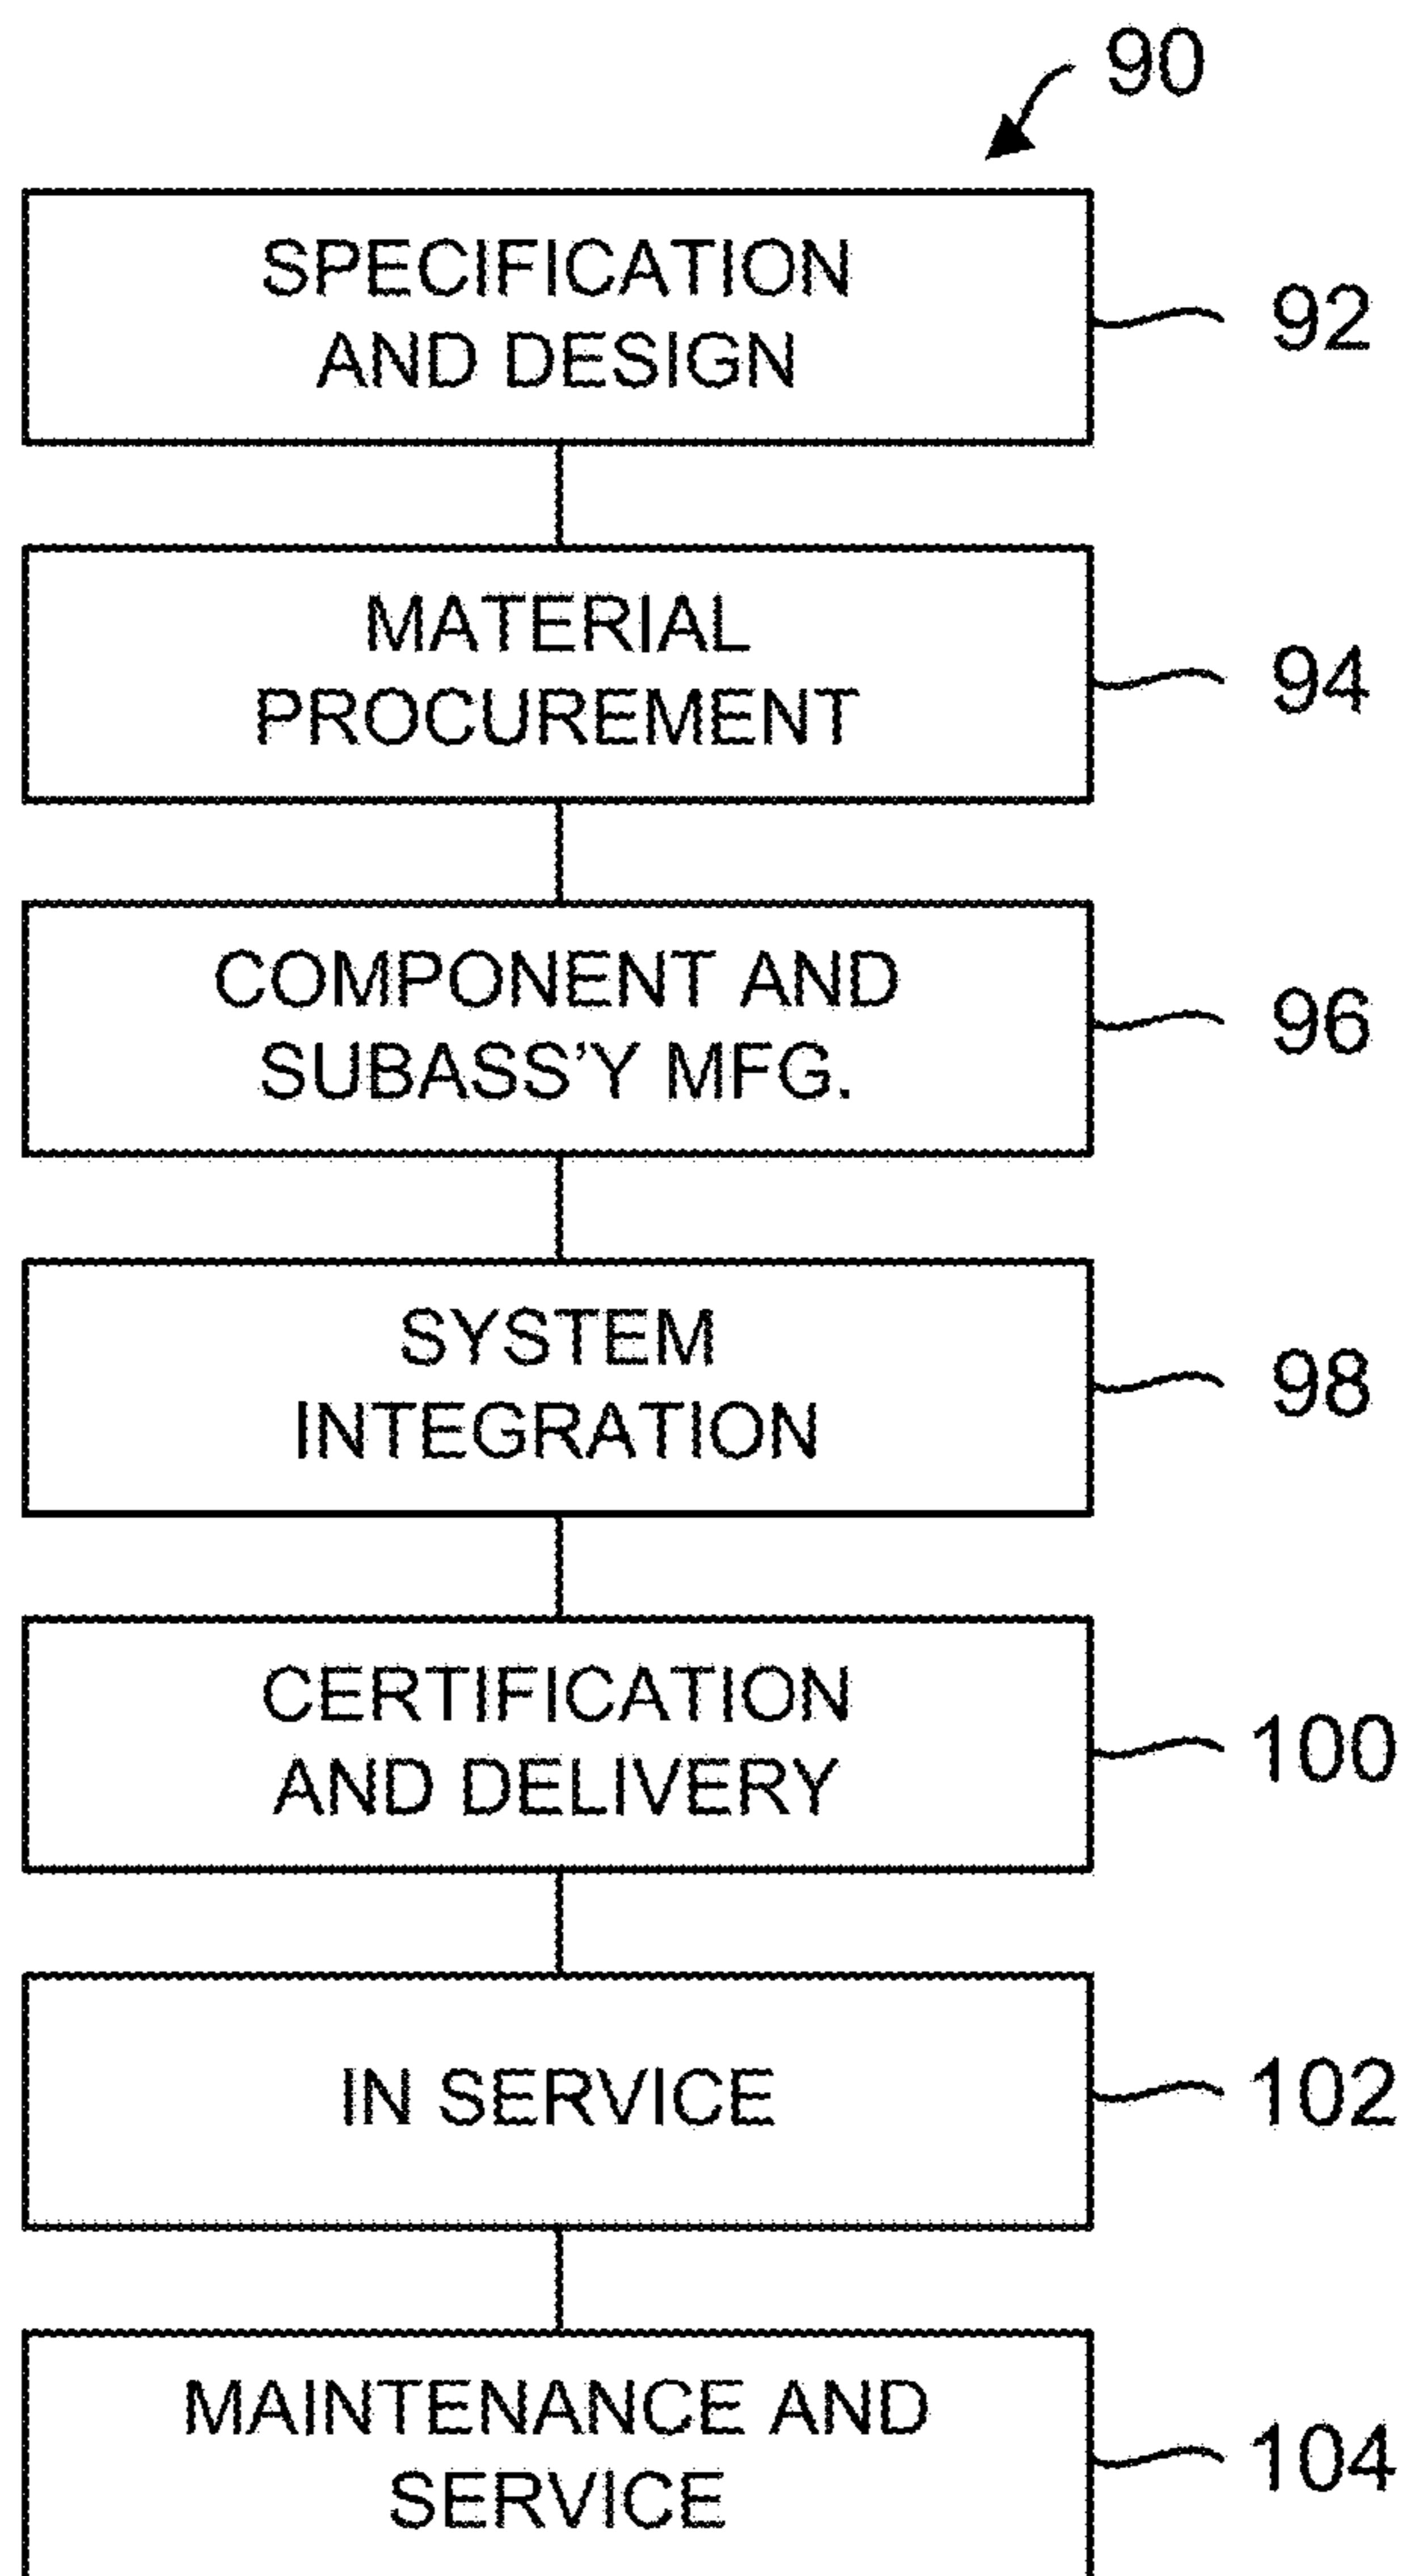 90
SPECIFICATION
AND DESIGN
92
MATERIAL
PROCUREMENT
94
COMPONENT AND
SUBASS’Y MFG.
96
SYSTEM
INTEGRATION
98
CERTIFICATION
AND DELIVERY
100
IN SERVICE
102
MAINTENANCE AND
SERVICE
104